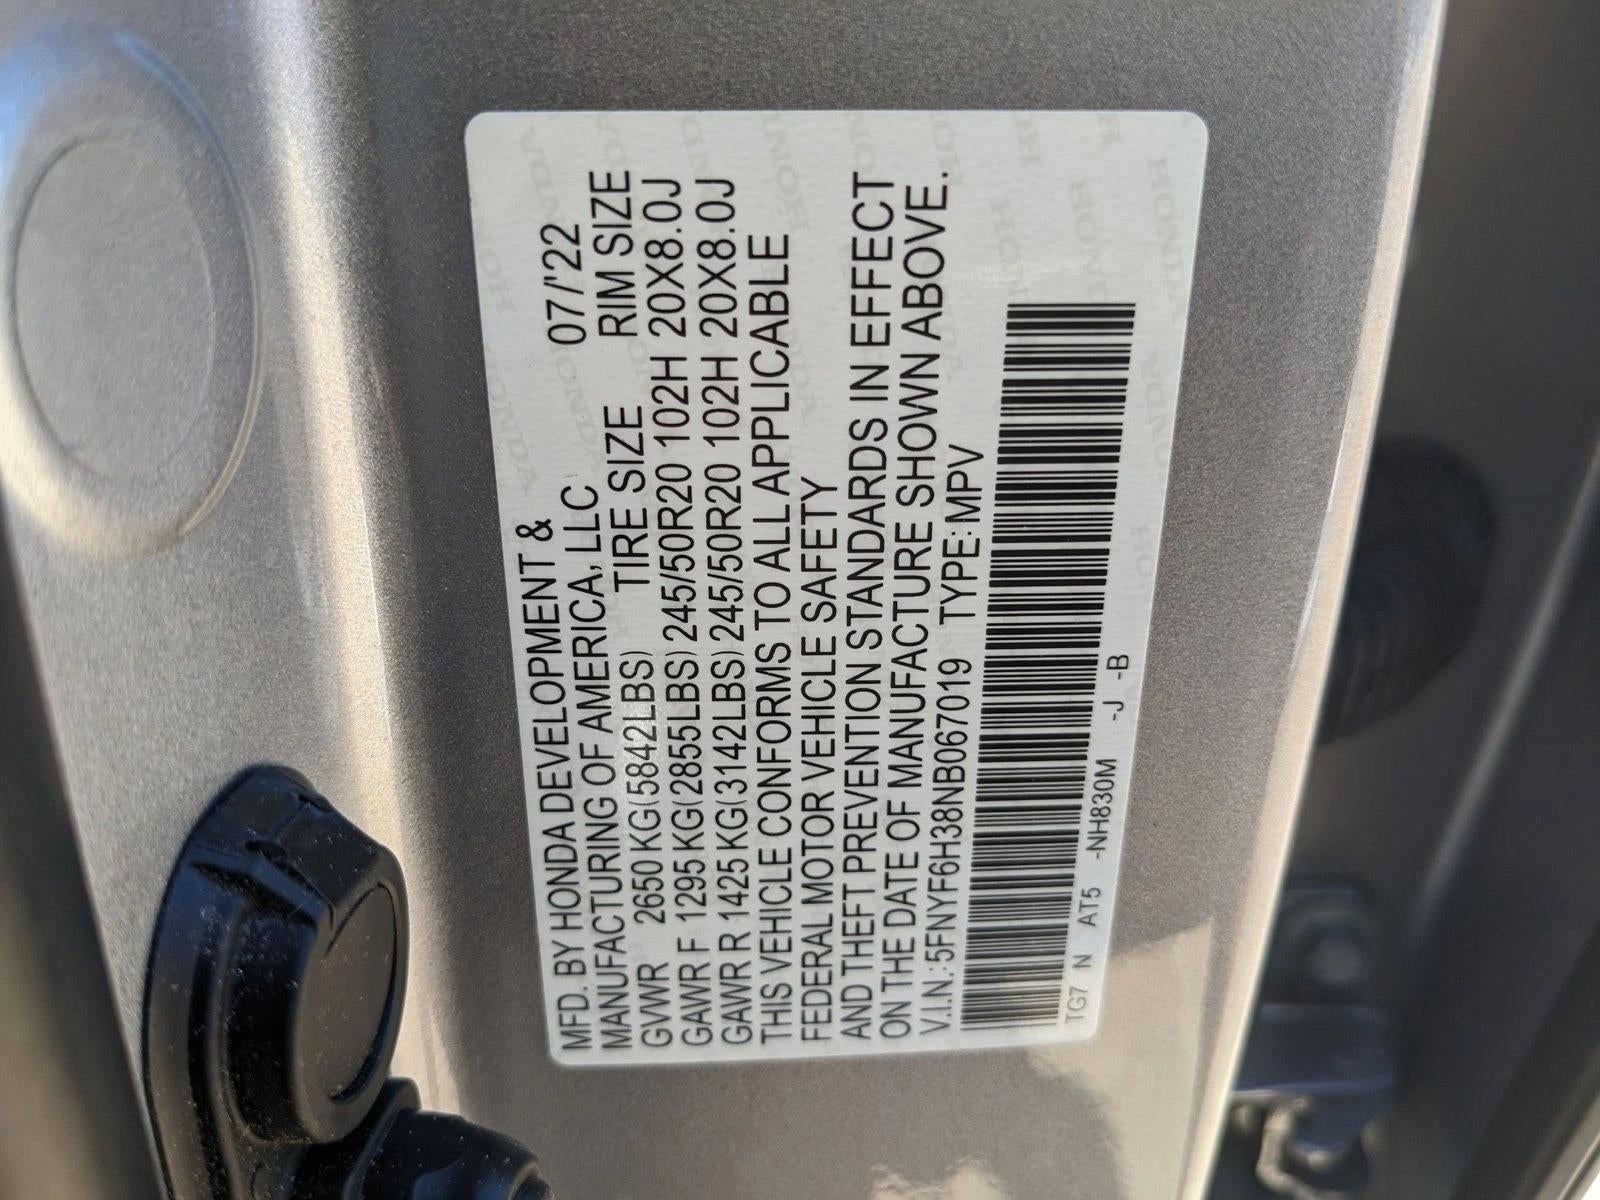 MFD. BY HONDA DEVELOPMENT & 07/'22
MANUFACTURING OF AMERICA, LLC
GVWR 2650 KG(5842LBS) TIRE SIZE RIM SIZE
GAWR F 1295 KG(2855LBS) 245/50R20 102H 20X8.0J
GAWR R 1425 KG(3142LBS) 245/50R20 102H 20X8.0J
THIS VEHICLE CONFORMS TO ALL APPLICABLE
FEDERAL MOTOR VEHICLE SAFETY
AND THEFT PREVENTION STANDARDS IN EFFECT
ON THE DATE OF MANUFACTURE SHOWN ABOVE.
V.I.N.:5FNYF6H38NB067019 TYPE:MPV
TG7 N AT5 -NH830M -J -B